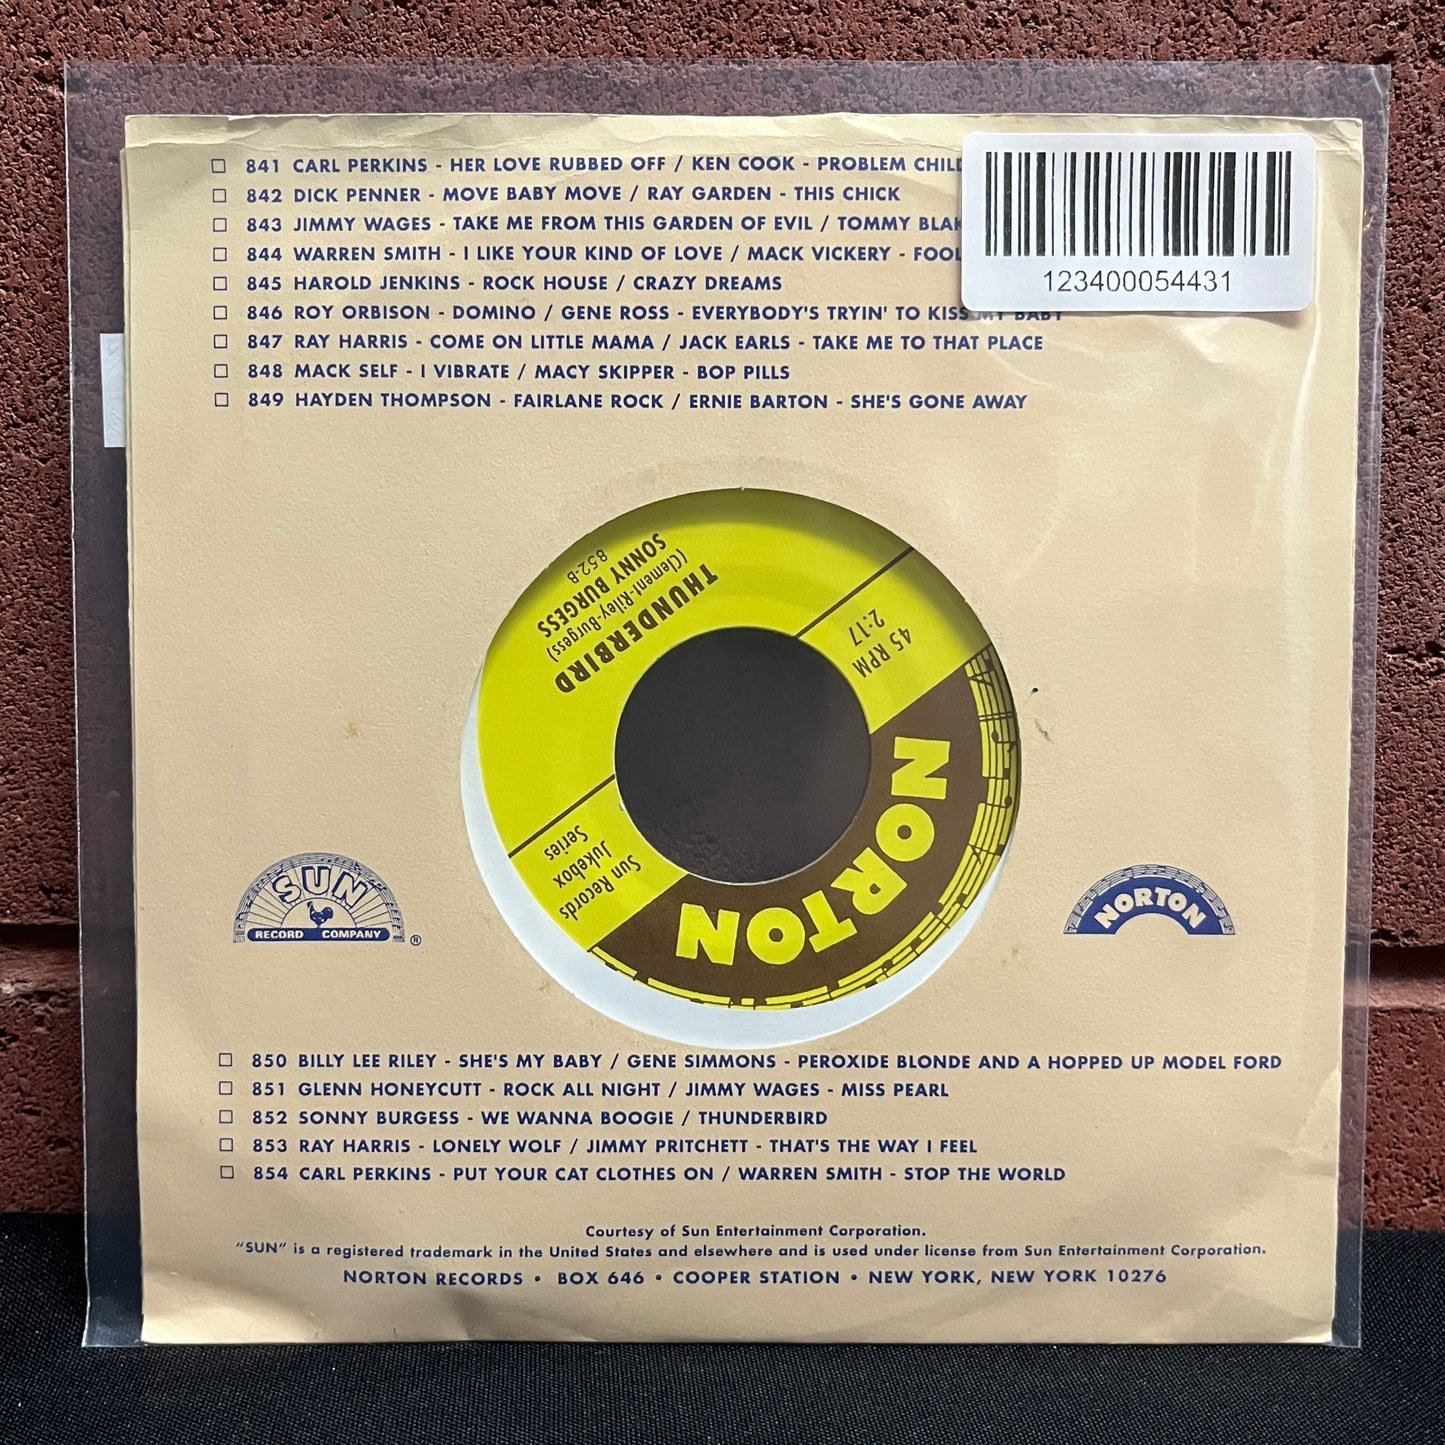 841 CARL PERKINS - HER LOVE RUBBED OFF / KEN COOK - PROBLEM CHILD
842 DICK PENNER - MOVE BABY MOVE / RAY GARDEN - THIS CHICK
843 JIMMY WAGES - TAKE ME FROM THIS GARDEN OF EVIL / TOMMY BLAK
844 WARREN SMITH - I LIKE YOUR KIND OF LOVE / MACK VICKERY - FOOL
845 HAROLD JENKINS - ROCK HOUSE / CRAZY DREAMS
846 ROY ORBISON - DOMINO / GENE ROSS - EVERYBODY'S TRYIN' TO KISS MY BABY
847 RAY HARRIS - COME ON LITTLE MAMA / JACK EARLS - TAKE ME TO THAT PLACE
848 MACK SELF - I VIBRATE / MACY SKIPPER - BOP PILLS
849 HAYDEN THOMPSON - FAIRLANE ROCK / ERNIE BARTON - SHE'S GONE AWAY
123400054431
THUNDERBIRD
(Clement-Riley-Burgess)
SONNY BURGESS
852-B
45 RPM
2:17
Sun Records
Jukebox
Series
NORTON
SUN
RECORD COMPANY
®
NORTON
850 BILLY LEE RILEY - SHE'S MY BABY / GENE SIMMONS - PEROXIDE BLONDE AND A HOPPED UP MODEL FORD
851 GLENN HONEYCUTT - ROCK ALL NIGHT / JIMMY WAGES - MISS PEARL
852 SONNY BURGESS - WE WANNA BOOGIE / THUNDERBIRD
853 RAY HARRIS - LONELY WOLF / JIMMY PRITCHETT - THAT'S THE WAY I FEEL
854 CARL PERKINS - PUT YOUR CAT CLOTHES ON / WARREN SMITH - STOP THE WORLD
Courtesy of Sun Entertainment Corporation.
"SUN" is a registered trademark in the United States and elsewhere and is used under license from Sun Entertainment Corporation.
NORTON RECORDS • BOX 646 • COOPER STATION • NEW YORK, NEW YORK 10276